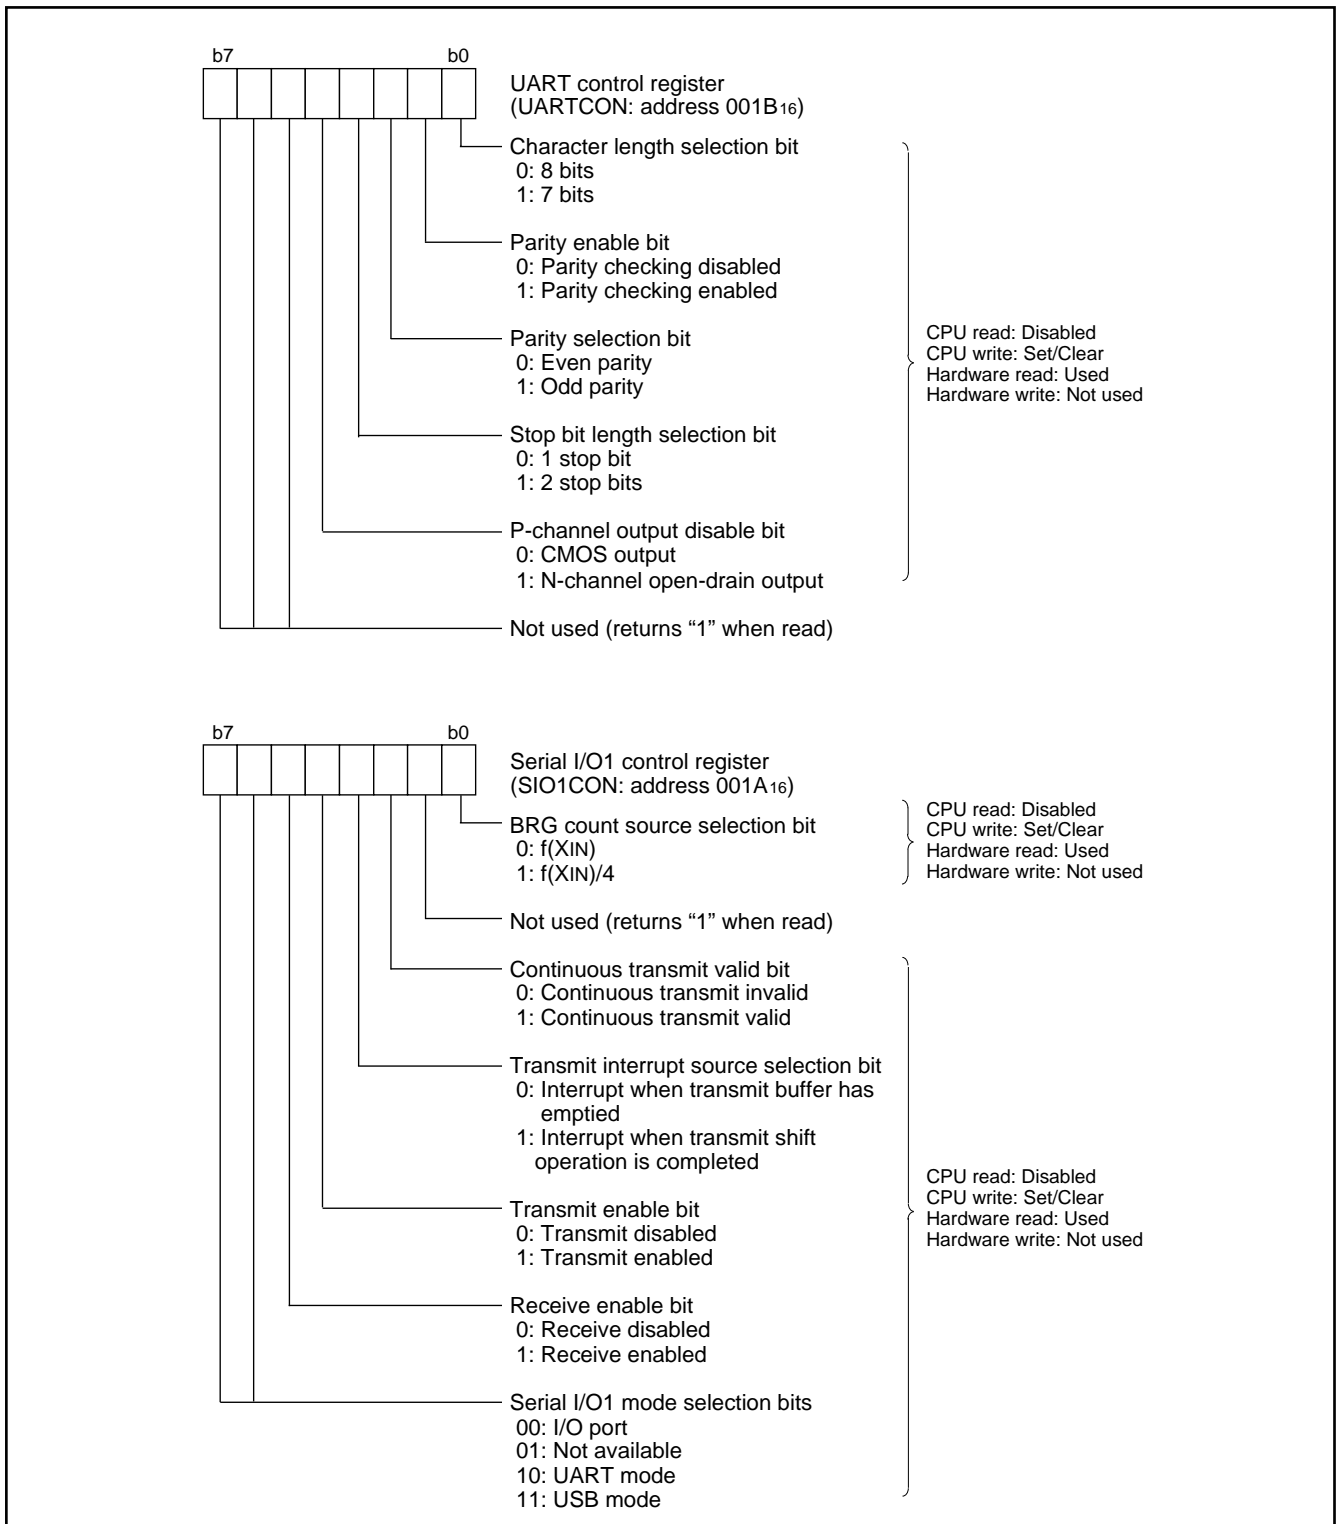 b7 b0
UART control register
(UARTCON: address 001B16)
Character length selection bit
0: 8 bits
1: 7 bits
Parity enable bit
0: Parity checking disabled
1: Parity checking enabled
Parity selection bit
0: Even parity
1: Odd parity
Stop bit length selection bit
0: 1 stop bit
1: 2 stop bits
P-channel output disable bit
0: CMOS output
1: N-channel open-drain output
CPU read: Disabled
CPU write: Set/Clear
Hardware read: Used
Hardware write: Not used
Not used (returns “1” when read)
b7 b0
Serial I/O1 control register
(SIO1CON: address 001A16)
BRG count source selection bit
0: f(XIN)
1: f(XIN)/4
CPU read: Disabled
CPU write: Set/Clear
Hardware read: Used
Hardware write: Not used
Not used (returns “1” when read)
Continuous transmit valid bit
0: Continuous transmit invalid
1: Continuous transmit valid
Transmit interrupt source selection bit
0: Interrupt when transmit buffer has
emptied
1: Interrupt when transmit shift
operation is completed
Transmit enable bit
0: Transmit disabled
1: Transmit enabled
Receive enable bit
0: Receive disabled
1: Receive enabled
Serial I/O1 mode selection bits
00: I/O port
01: Not available
10: UART mode
11: USB mode
CPU read: Disabled
CPU write: Set/Clear
Hardware read: Used
Hardware write: Not used